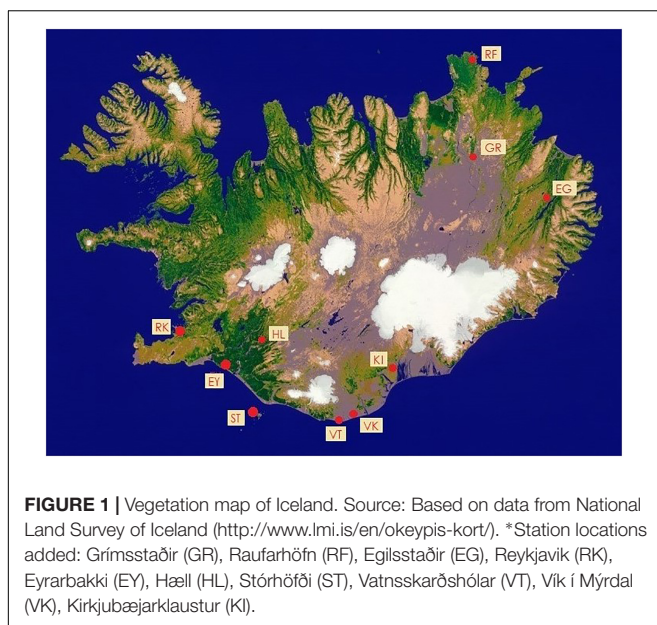 RF
GR
EG
RK
HL
KI
EY
ST
VT
VK
FIGURE 1 | Vegetation map of Iceland. Source: Based on data from National
Land Survey of Iceland (http://www.lmi.is/en/okeypis-kort/). *Station locations
added: Grímsstaðir (GR), Raufarhöfn (RF), Egilsstaðir (EG), Reykjavik (RK),
Eyrarbakki (EY), Hæll (HL), Stórhöfði (ST), Vatnsskarðshólar (VT), Vík í Mýrdal
(VK), Kirkjubæjarklaustur (KI).